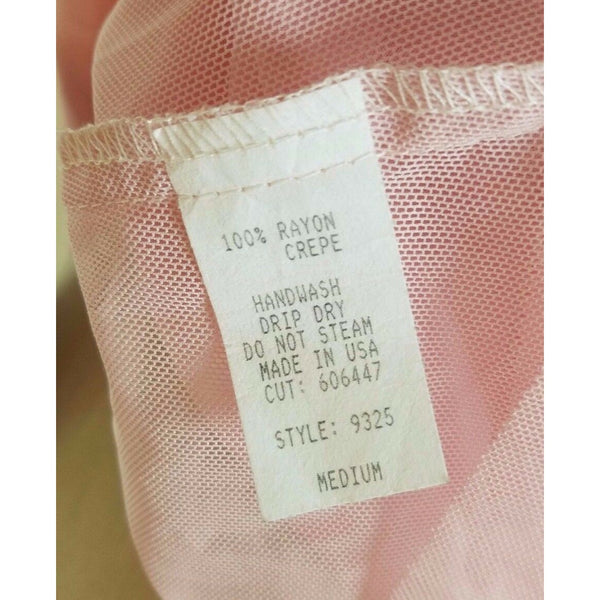 100% RAYON
CREPE
HANDWASH
DRIP DRY
DO NOT STEAM
MADE IN USA
CUT: 606447
STYLE: 9325
MEDIUM